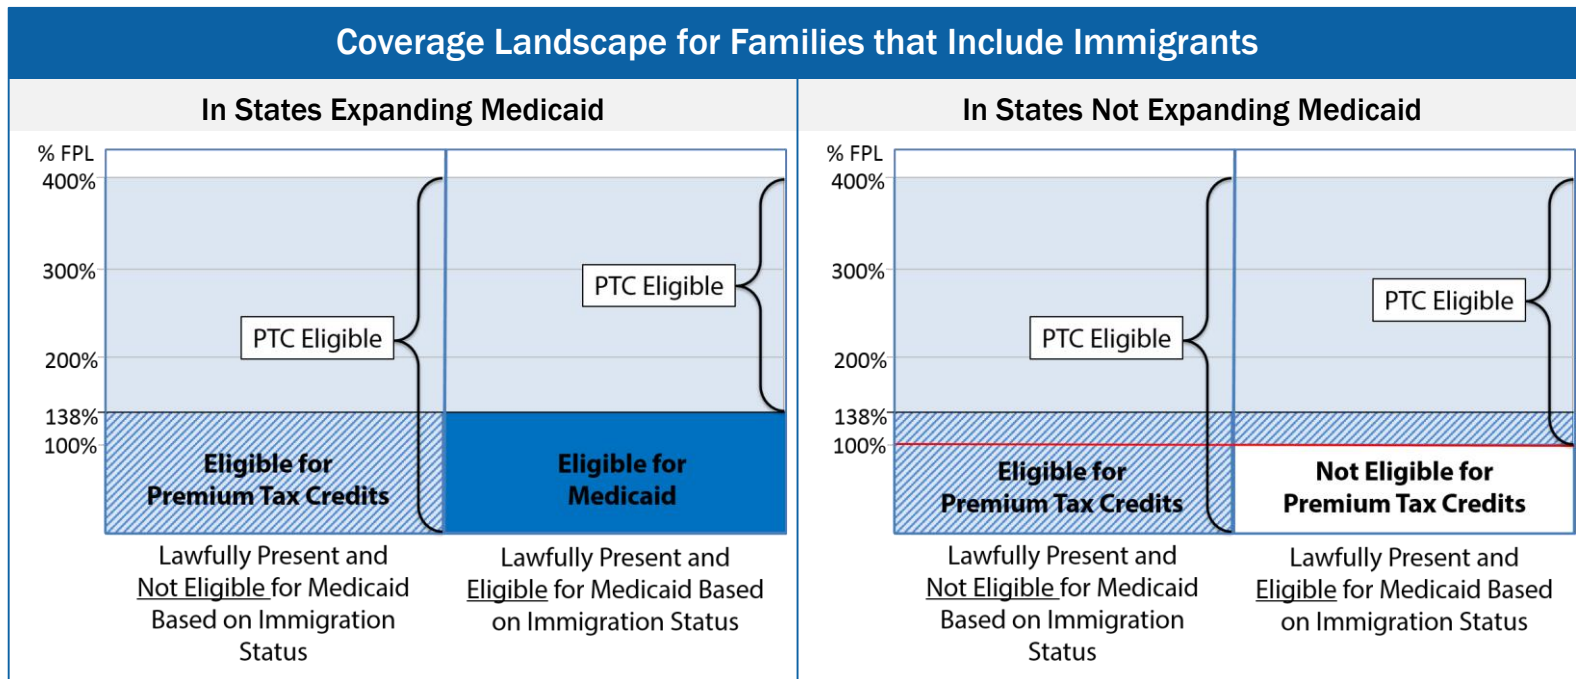 Coverage Landscape for Families that Include Immigrants
In States Expanding Medicaid
% FPL
400%
300%
200%
138%
100%
PTC Eligible
PTC Eligible
Eligible for
Premium Tax Credits
Eligible for
Medicaid
Lawfully Present and
Not Eligible for Medicaid
Based on Immigration
Status
Lawfully Present and
Eligible for Medicaid Based
on Immigration Status
In States Not Expanding Medicaid
% FPL
400%
300%
200%
138%
100%
PTC Eligible
PTC Eligible
Eligible for
Premium Tax Credits
Not Eligible for
Premium Tax Credits
Lawfully Present and
Not Eligible for Medicaid
Based on Immigration
Status
Lawfully Present and
Eligible for Medicaid Based
on Immigration Status